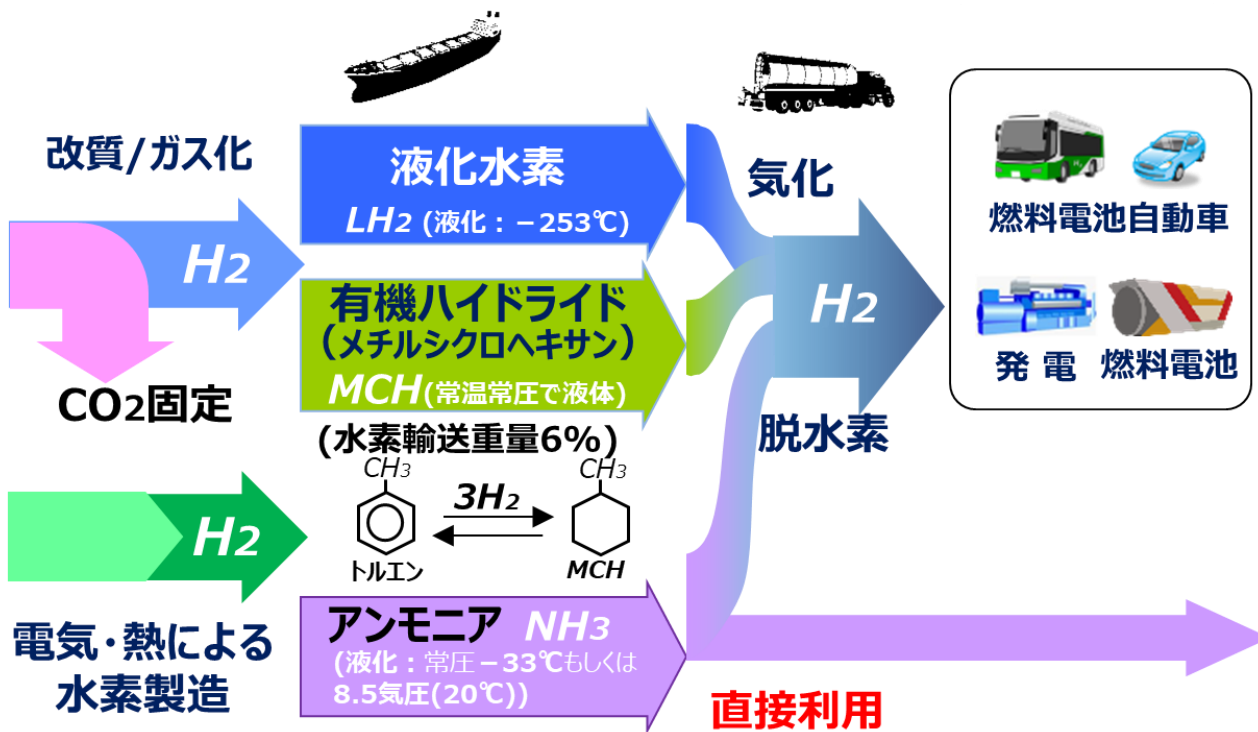 改質/ガス化
H2
CO2固定
H2
電気・熱による
水素製造
液化水素
LH2 (液化：－253℃)
有機ハイドライド
（メチルシクロヘキサン）
MCH(常温常圧で液体)
(水素輸送重量6%)
CH3
トルエン
3H2
CH3
MCH
アンモニア NH3
(液化：常圧－33℃もしくは
8.5気圧(20℃))
気化
H2
脱水素
直接利用
H2
燃料電池自動車
発電
燃料電池